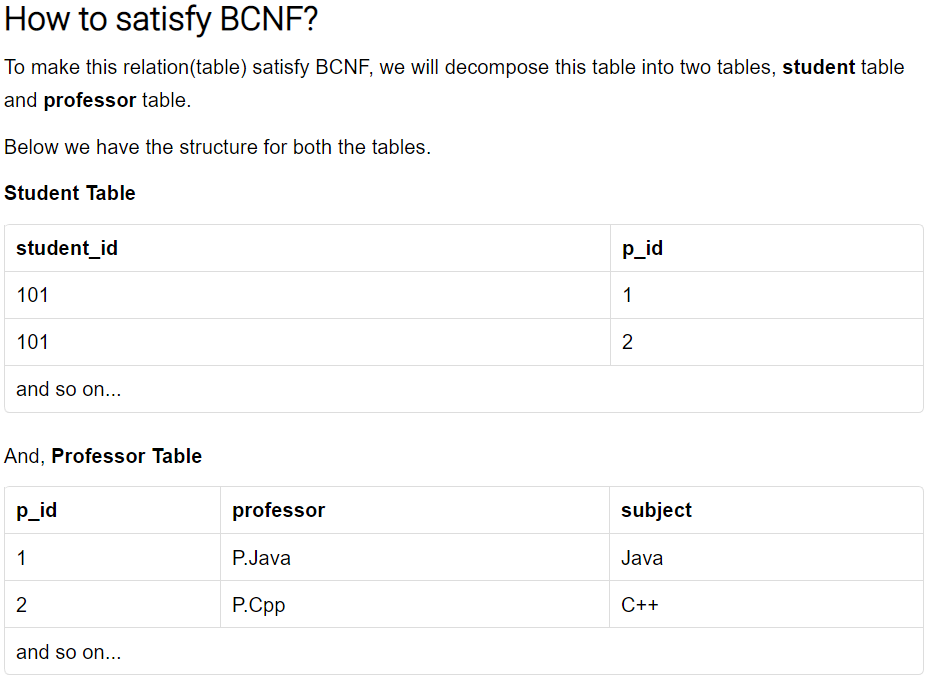 How to satisfy BCNF?
To make this relation(table) satisfy BCNF, we will decompose this table into two tables, student table
and professor table.
Below we have the structure for both the tables.
Student Table
student_id p_id
101 1
101 2
and so on...
And, Professor Table
p_id professor subject
1 P.Java Java
2 P.Cpp C++
and so on...